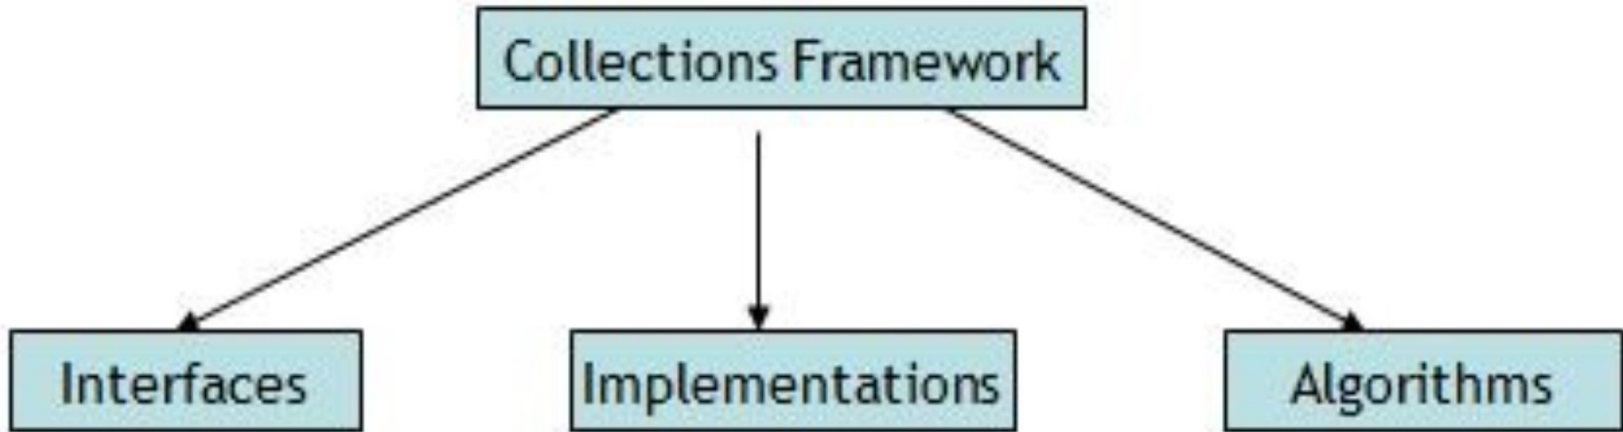 Collections Framework
Interfaces
Implementations
Algorithms